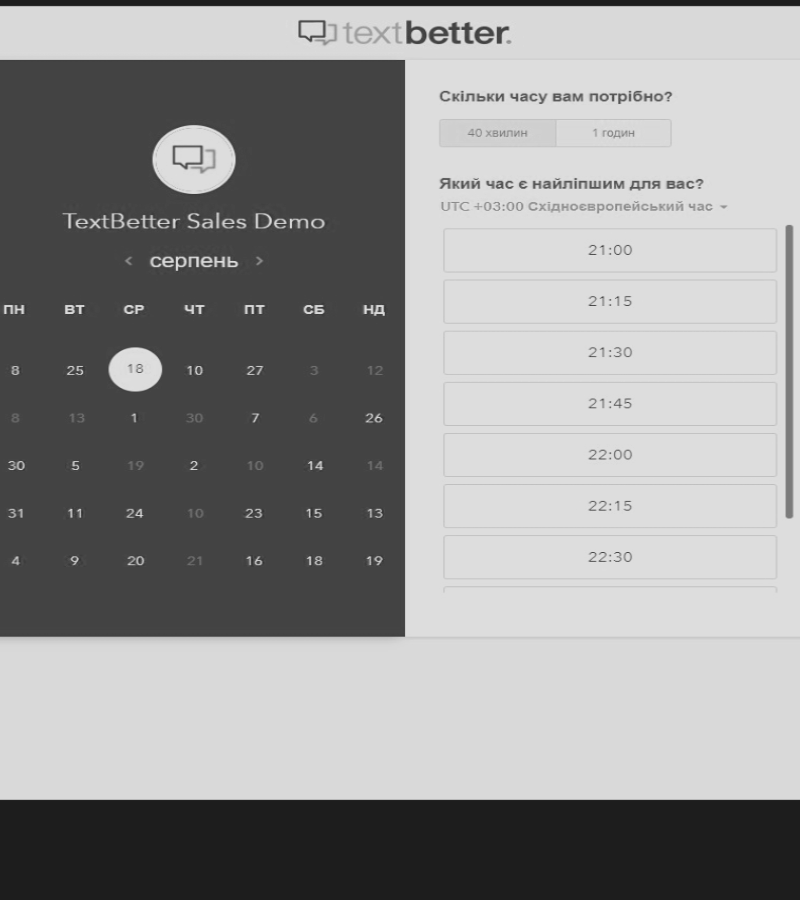 textbetter.
TextBetter Sales Demo
< серпень >
ПН ВТ СР ЧТ ПТ СБ НД
8 25 18 10 27 3 12
8 13 1 30 7 6 26
30 5 19 2 10 14 14
31 11 24 10 23 15 13
4 9 20 21 16 18 19
Скільки часу вам потрібно?
40 хвилин 1 годин
Який час є найліпшим для вас?
UTC +03:00 Східноєвропейський час
21:00
21:15
21:30
21:45
22:00
22:15
22:30